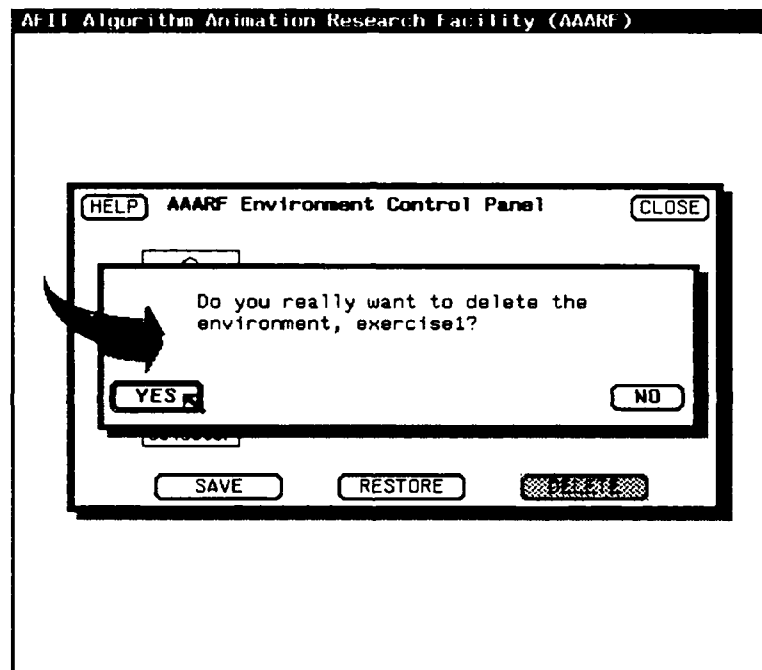 AFIT Algorithm Animation Research Facility (AAARF)
HELP AAARF Environment Control Panel CLOSE
Do you really want to delete the
environment, exercise1?
YES NO
SAVE RESTORE DELETE